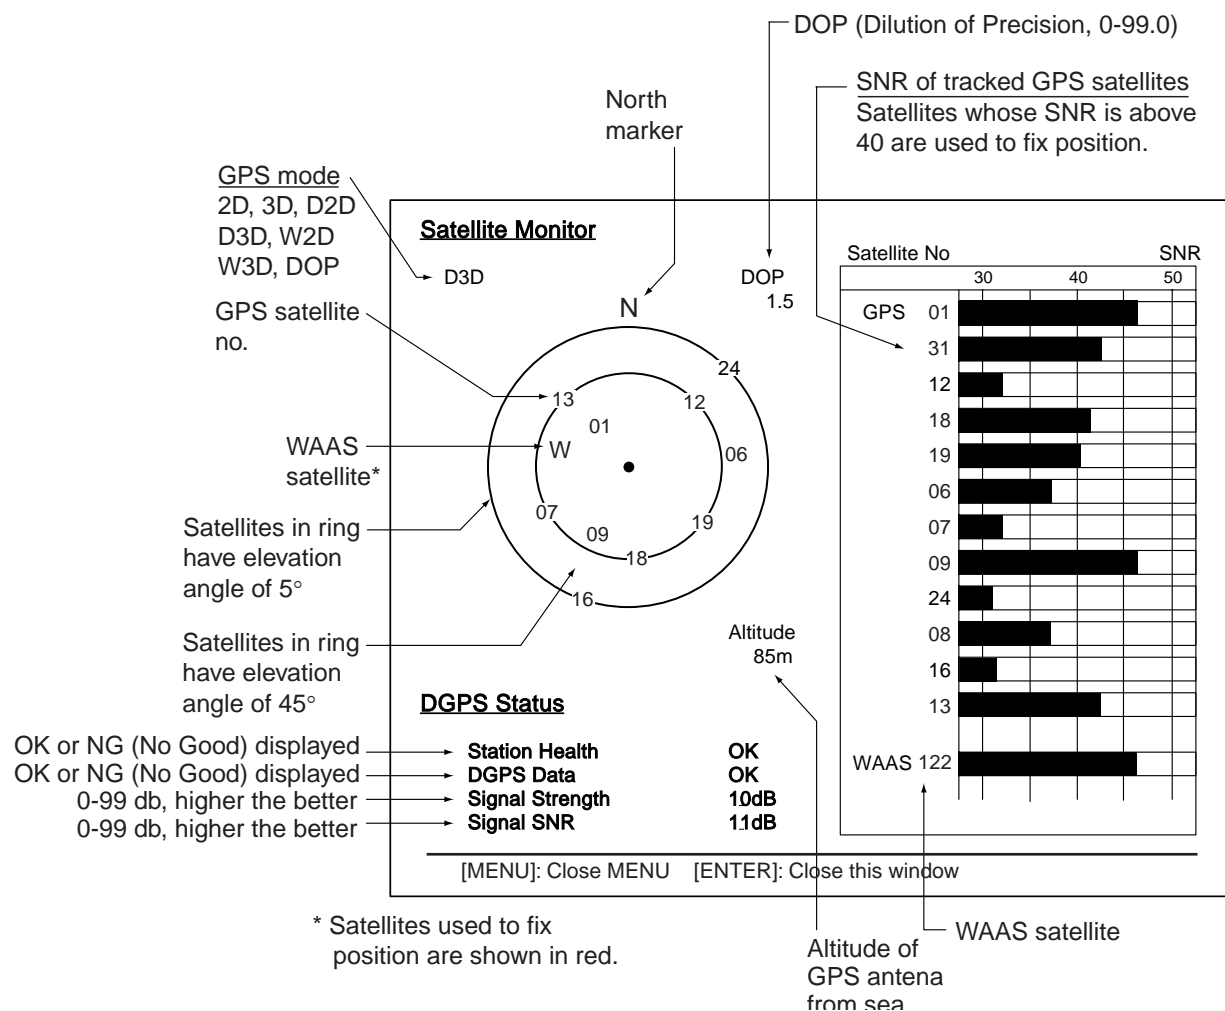 DOP (Dilution of Precision, 0-99.0)
SNR of tracked GPS satellites
Satellites whose SNR is above
40 are used to fix position.
North
marker
GPS mode
2D, 3D, D2D
D3D, W2D
W3D, DOP
GPS satellite
no.
WAAS
satellite*
Satellites in ring
have elevation
angle of 5°
Satellites in ring
have elevation
angle of 45°
OK or NG (No Good) displayed
OK or NG (No Good) displayed
0-99 db, higher the better
0-99 db, higher the better
Satellite Monitor
D3D
DOP
1.5
N
24
13
12
01
W
06
07
09
19
18
16
Altitude
85m
DGPS Status
Station Health OK
DGPS Data OK
Signal Strength 10dB
Signal SNR 11dB
Satellite No SNR
30 40 50
GPS 01
31
12
18
19
06
07
09
24
08
16
13
WAAS 122
[MENU]: Close MENU [ENTER]: Close this window
* Satellites used to fix
position are shown in red.
Altitude of
GPS antena
from sea
WAAS satellite